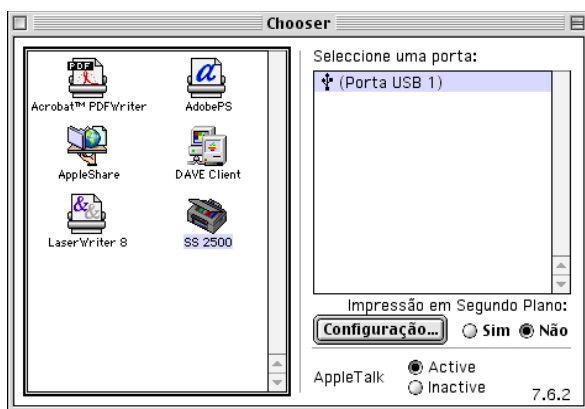 Chooser
Acrobat™ PDFWriter
AdobePS
AppleShare
DAVE Client
LaserWriter 8
SS 2500
Seleccione uma porta:
(Porta USB 1)
Impressão em Segundo Plano:
Configuração... Sim Não
AppleTalk Active
Inactive
7.6.2